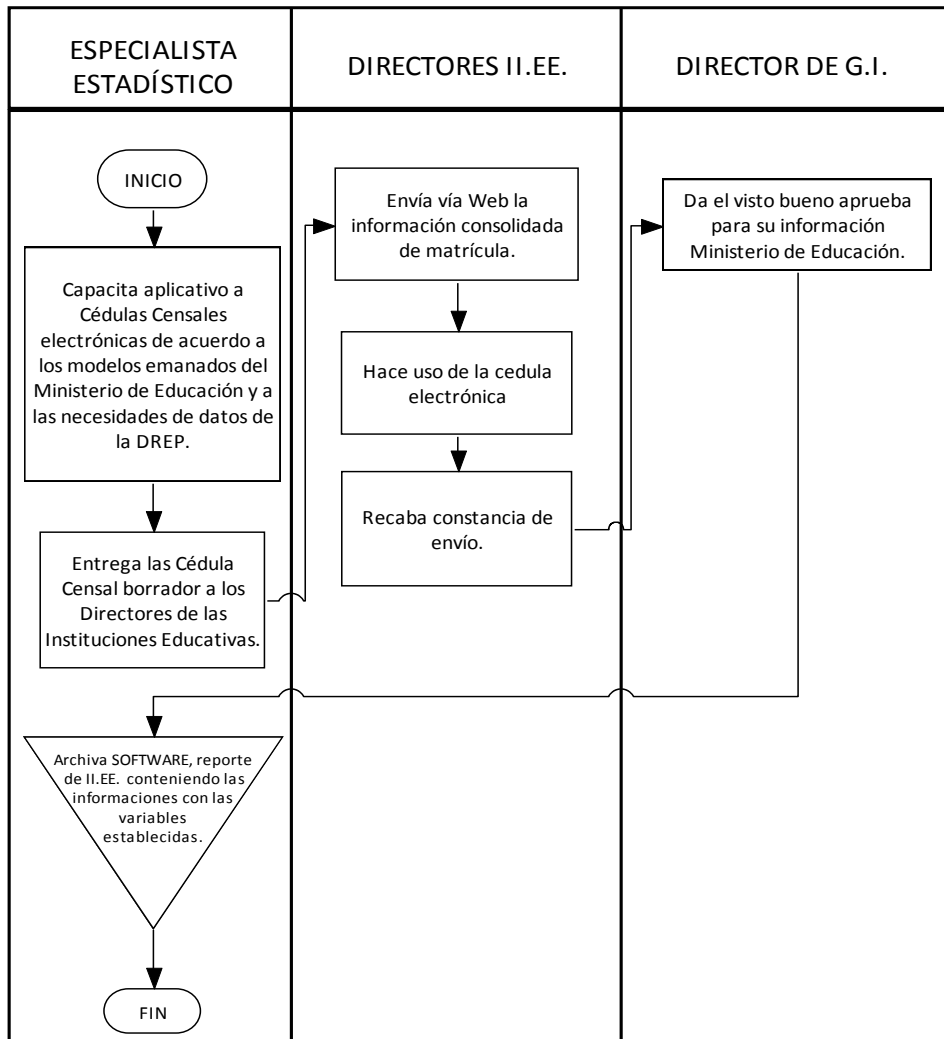 ESPECIALISTA
ESTADÍSTICO
DIRECTORES II.EE.
DIRECTOR DE G.I.
INICIO
Capacita aplicativo a
Cédulas Censales
electrónicas de acuerdo a
los modelos emanados del
Ministerio de Educación y a
las necesidades de datos de
la DREP.
Entrega las Cédula
Censal borrador a los
Directores de las
Instituciones Educativas.
Envía vía Web la
información consolidada
de matrícula.
Hace uso de la cedula
electrónica
Recaba constancia de
envío.
Da el visto bueno aprueba
para su información
Ministerio de Educación.
Archiva SOFTWARE, reporte
de II.EE. conteniendo las
informaciones con las
variables
establecidas.
FIN